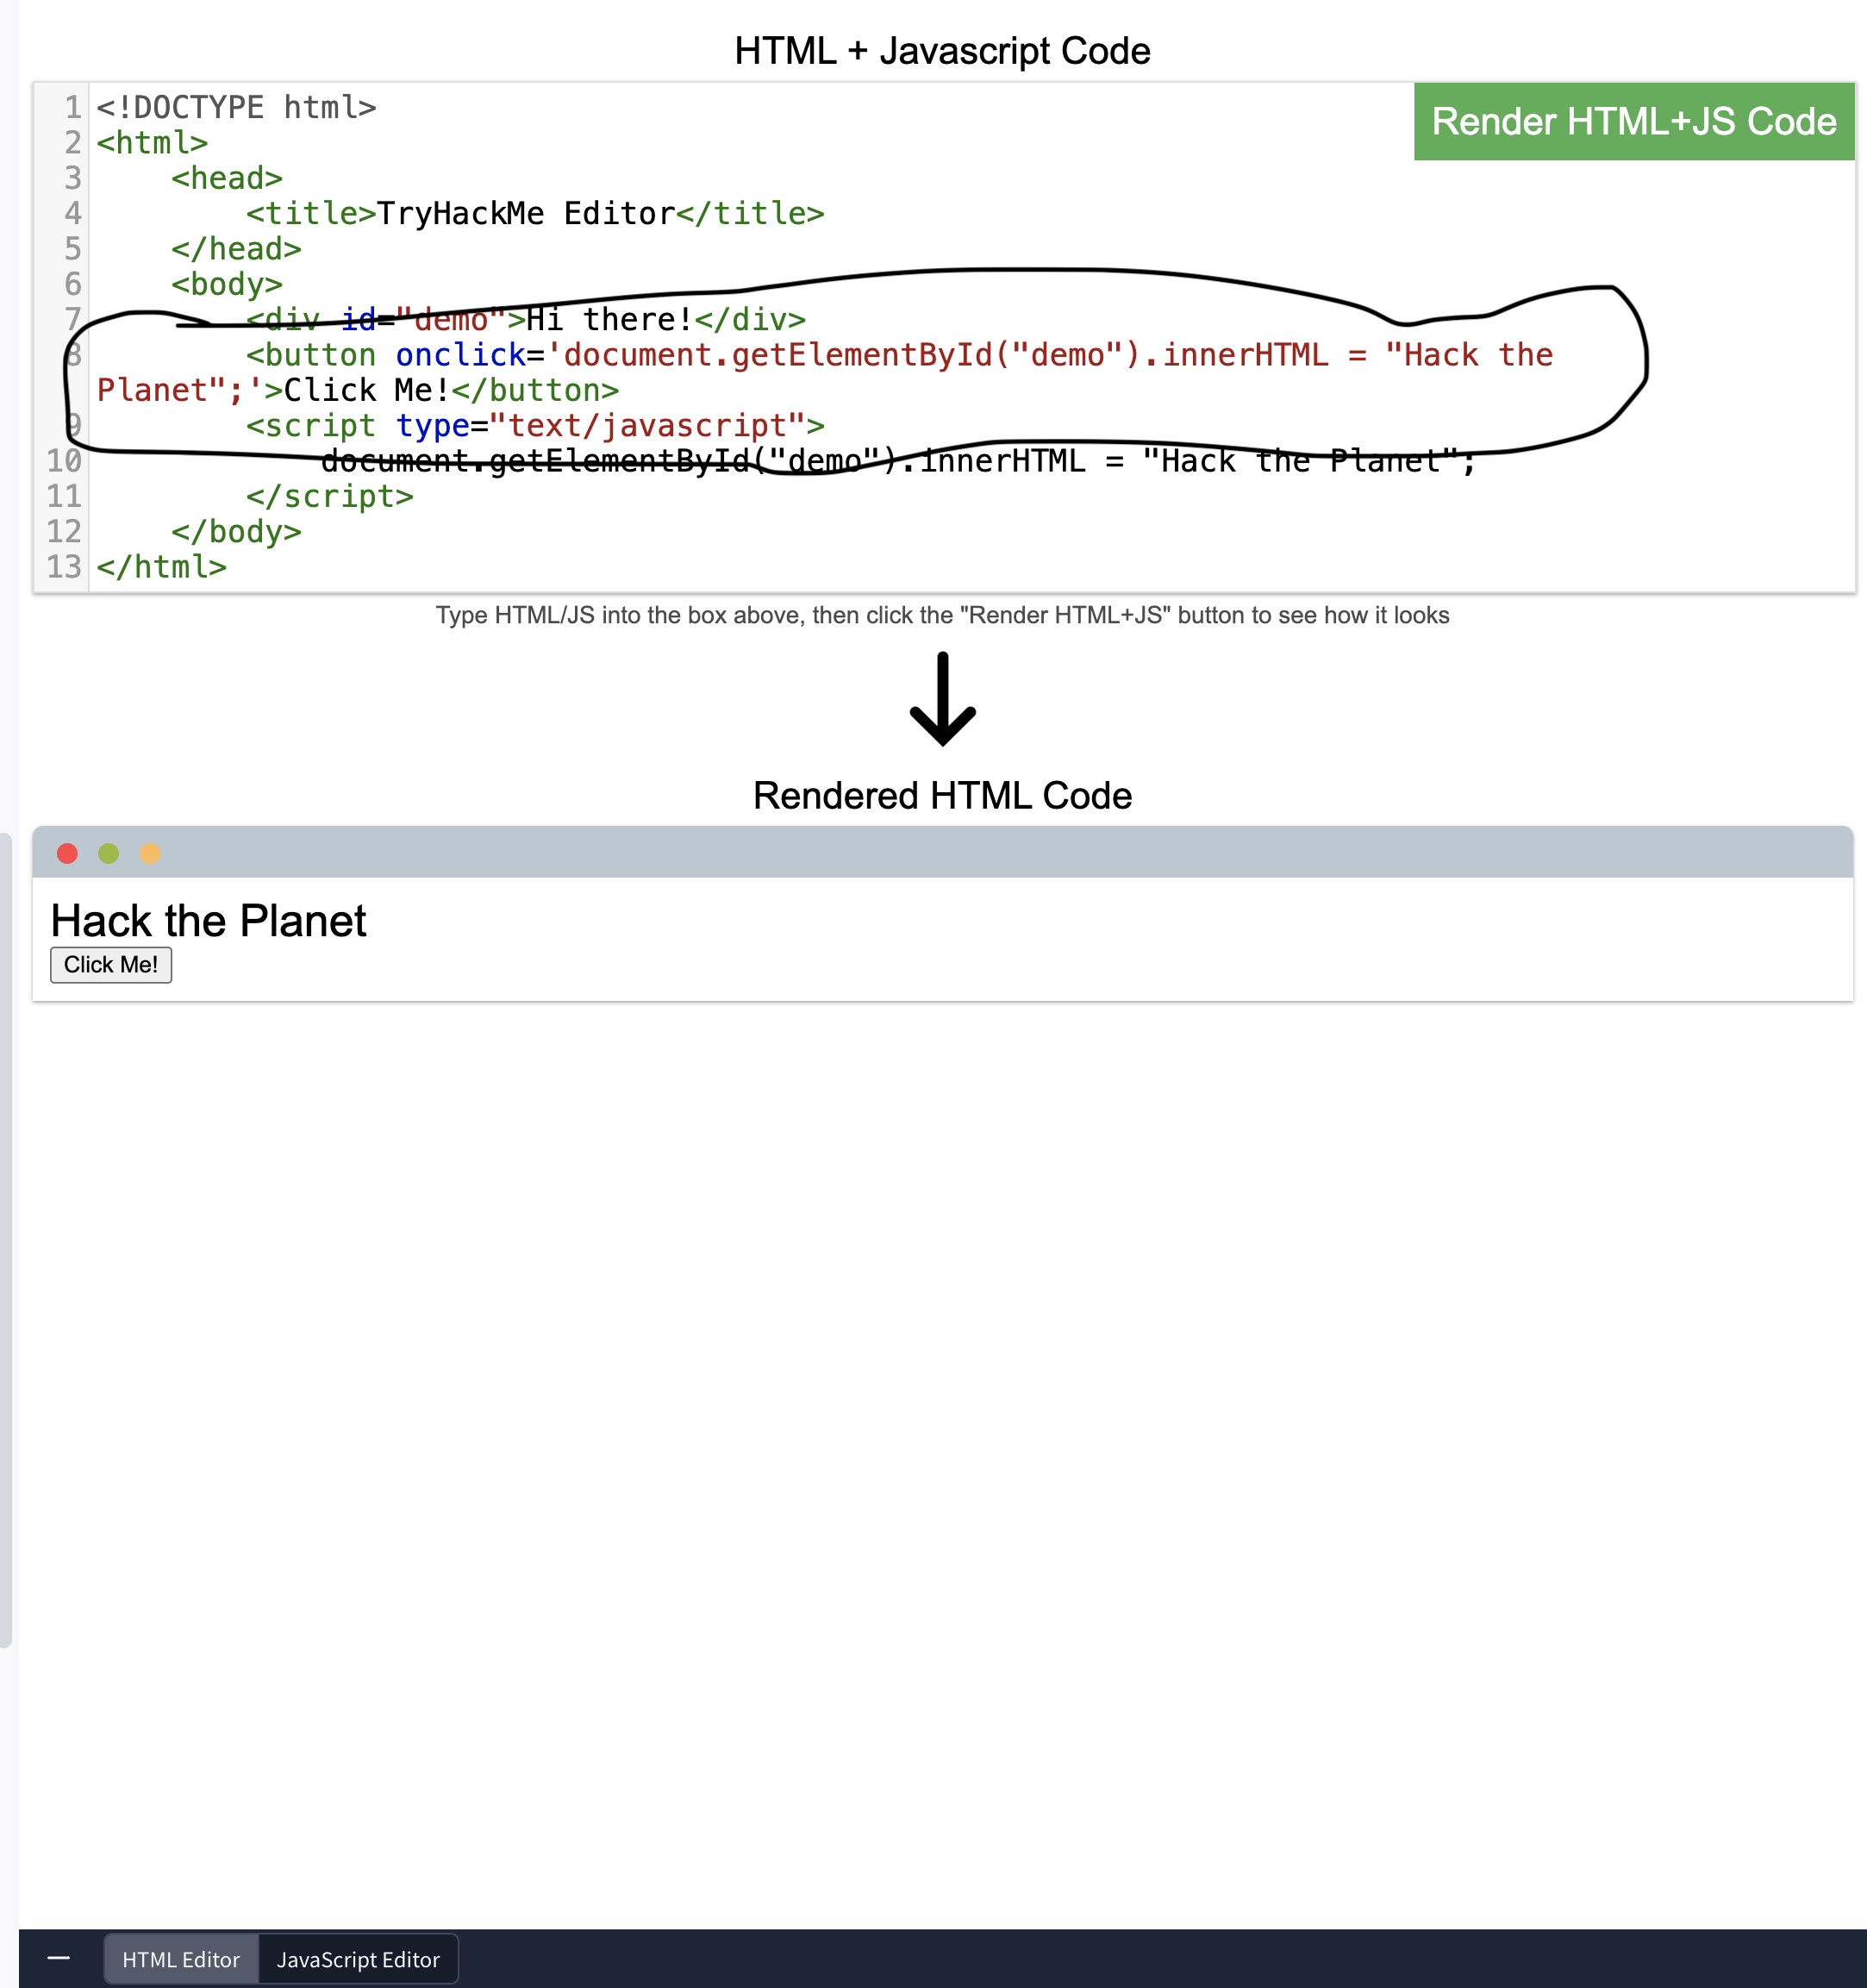 HTML + Javascript Code
Render HTML+JS Code
1 <!DOCTYPE html>
2 <html>
3     <head>
4         <title>TryHackMe Editor</title>
5     </head>
6     <body>
7         <div id="demo">Hi there!</div>
8         <button onclick='document.getElementById("demo").innerHTML = "Hack the
Planet";'>Click Me!</button>
9         <script type="text/javascript">
10             document.getElementById("demo").innerHTML = "Hack the Planet";
11         </script>
12     </body>
13 </html>
Type HTML/JS into the box above, then click the "Render HTML+JS" button to see how it looks
Rendered HTML Code
Hack the Planet
Click Me!
HTML Editor JavaScript Editor